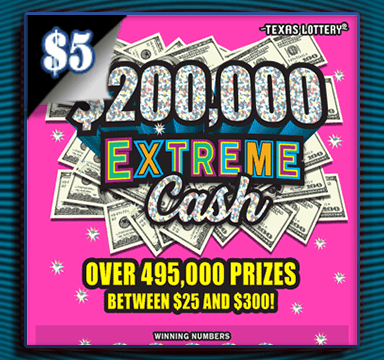 TEXAS LOTTERY®
$5
$200,000
EXTREME
Cash
OVER 495,000 PRIZES
BETWEEN $25 AND $300!
WINNING NUMBERS